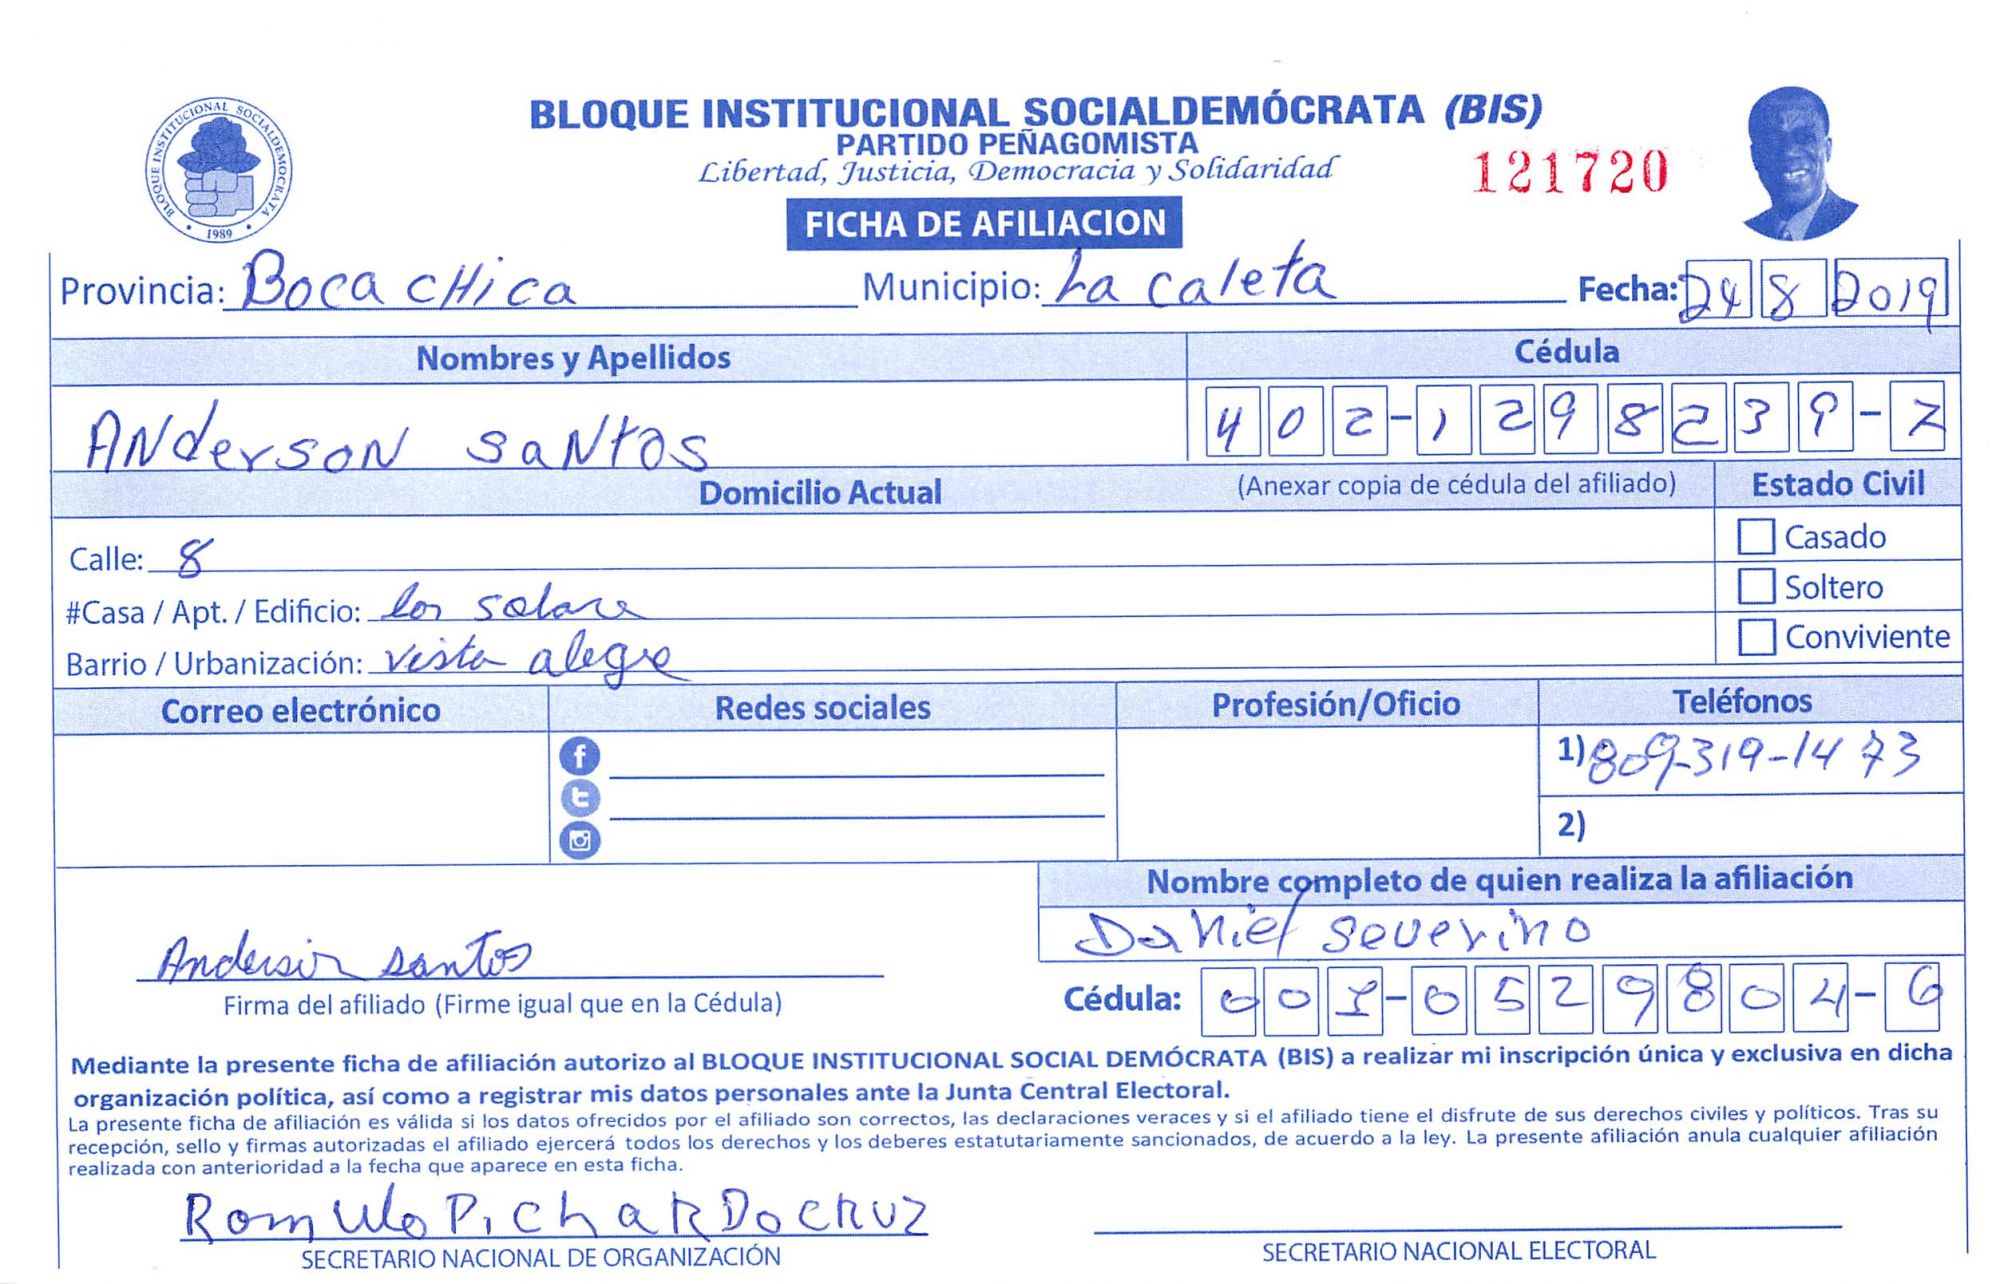 BLOQUE INSTITUCIONAL SOCIALDEMÓCRATA (BIS)
PARTIDO PEÑAGOMISTA
Libertad, Justicia, Democracia y Solidaridad
121720
BLOQUE INSTITUCIONAL SOCIALDEMOCRATA
1989
FICHA DE AFILIACION
Provincia: Boca cHica Municipio: La caleta Fecha: 24 8 2019
Nombres y Apellidos Cédula
ANderson saNtos 402-1298239-2
Domicilio Actual (Anexar copia de cédula del afiliado) Estado Civil
Calle: 8 Casado
#Casa / Apt. / Edificio: los solare Soltero
Barrio / Urbanización: vista alegre Conviviente
Correo electrónico Redes sociales Profesión/Oficio Teléfonos
1) 809-319-1473
2)
Nombre completo de quien realiza la afiliación
Daniel Severino
Anderson santos
Firma del afiliado (Firme igual que en la Cédula) Cédula: 001-0529804-6
Mediante la presente ficha de afiliación autorizo al BLOQUE INSTITUCIONAL SOCIAL DEMÓCRATA (BIS) a realizar mi inscripción única y exclusiva en dicha
organización política, así como a registrar mis datos personales ante la Junta Central Electoral.
La presente ficha de afiliación es válida si los datos ofrecidos por el afiliado son correctos, las declaraciones veraces y si el afiliado tiene el disfrute de sus derechos civiles y políticos. Tras su
recepción, sello y firmas autorizadas el afiliado ejercerá todos los derechos y los deberes estatutariamente sancionados, de acuerdo a la ley. La presente afiliación anula cualquier afiliación
realizada con anterioridad a la fecha que aparece en esta ficha.
Romulo PichaRDo CRUZ
SECRETARIO NACIONAL DE ORGANIZACIÓN SECRETARIO NACIONAL ELECTORAL